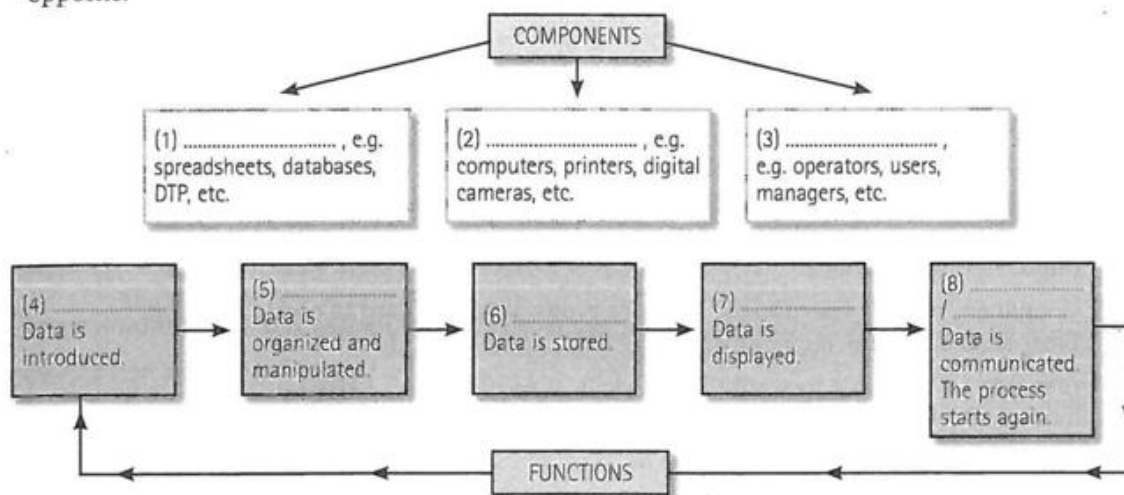 opposite.
COMPONENTS
(1) ................................ , e.g.
spreadsheets, databases,
DTP, etc.
(2) ................................ , e.g.
computers, printers, digital
cameras, etc.
(3) ................................ ,
e.g. operators, users,
managers, etc.
(4) ........................
Data is
introduced.
(5) ........................
Data is
organized and
manipulated.
(6) ........................
Data is stored.
(7) ........................
Data is
displayed.
(8) ........................
/ ........................
Data is
communicated.
The process
starts again.
FUNCTIONS